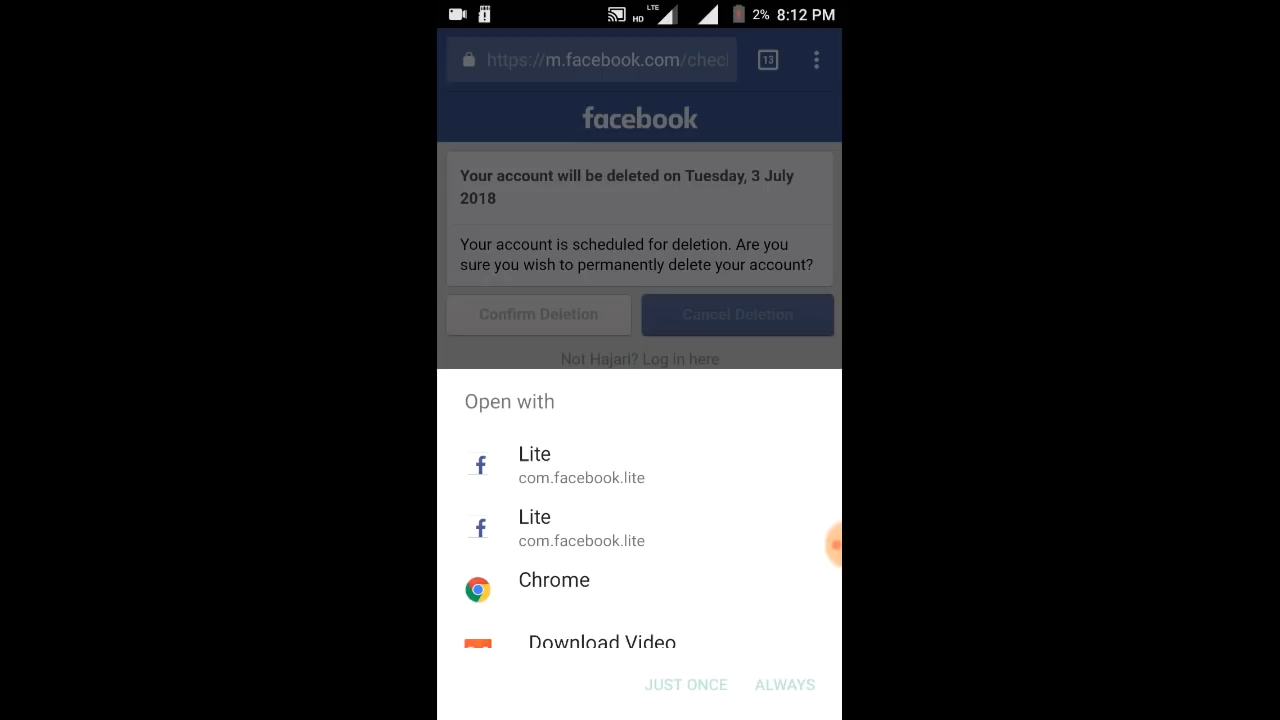 LTE
HD
2% 8:12 PM
https://m.facebook.com/chec
13
facebook
Your account will be deleted on Tuesday, 3 July
2018
Your account is scheduled for deletion. Are you
sure you wish to permanently delete your account?
Confirm Deletion
Cancel Deletion
Not Hajari? Log in here
Open with
Lite
com.facebook.lite
Lite
com.facebook.lite
Chrome
Download Video
JUST ONCE
ALWAYS